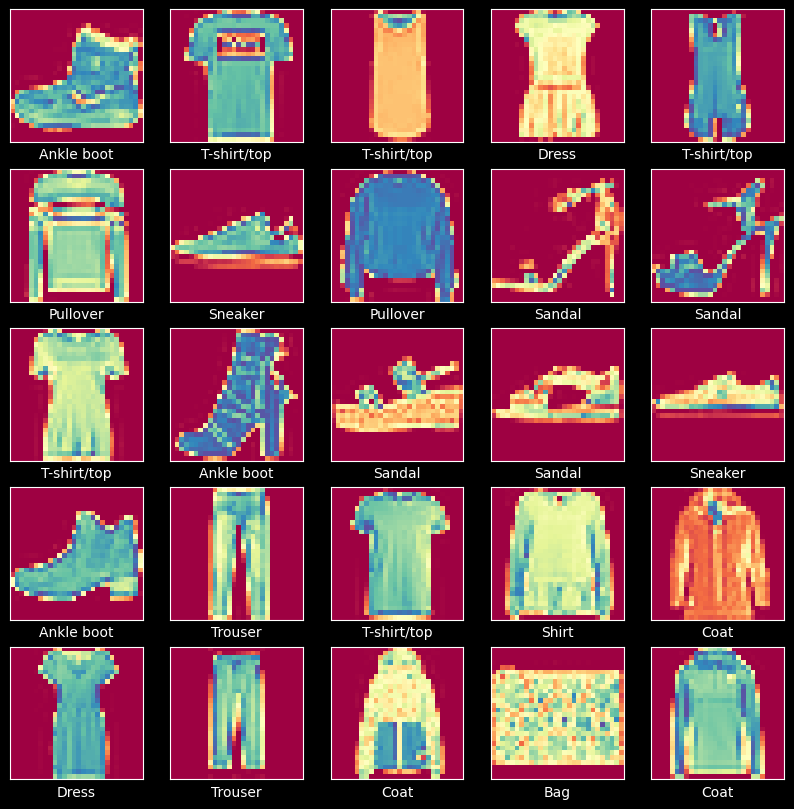 Ankle boot T-shirt/top T-shirt/top Dress T-shirt/top
Pullover Sneaker Pullover Sandal Sandal
T-shirt/top Ankle boot Sandal Sandal Sneaker
Ankle boot Trouser T-shirt/top Shirt Coat
Dress Trouser Coat Bag Coat